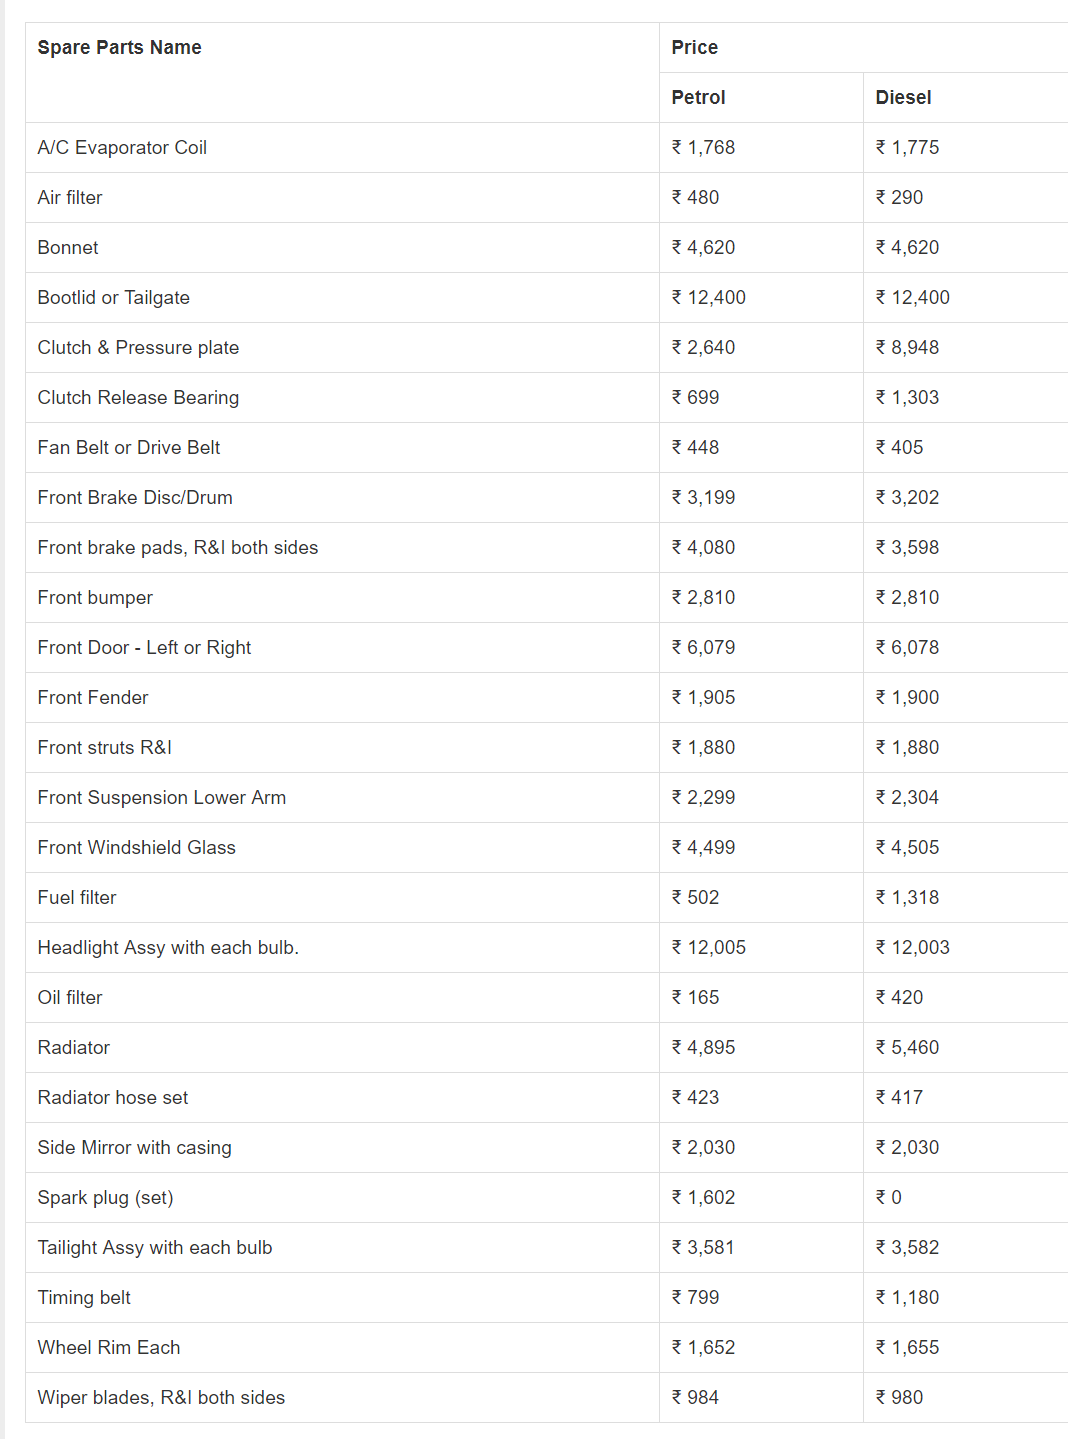 Spare Parts Name Price
Petrol Diesel
A/C Evaporator Coil ₹ 1,768 ₹ 1,775
Air filter ₹ 480 ₹ 290
Bonnet ₹ 4,620 ₹ 4,620
Bootlid or Tailgate ₹ 12,400 ₹ 12,400
Clutch & Pressure plate ₹ 2,640 ₹ 8,948
Clutch Release Bearing ₹ 699 ₹ 1,303
Fan Belt or Drive Belt ₹ 448 ₹ 405
Front Brake Disc/Drum ₹ 3,199 ₹ 3,202
Front brake pads, R&I both sides ₹ 4,080 ₹ 3,598
Front bumper ₹ 2,810 ₹ 2,810
Front Door - Left or Right ₹ 6,079 ₹ 6,078
Front Fender ₹ 1,905 ₹ 1,900
Front struts R&I ₹ 1,880 ₹ 1,880
Front Suspension Lower Arm ₹ 2,299 ₹ 2,304
Front Windshield Glass ₹ 4,499 ₹ 4,505
Fuel filter ₹ 502 ₹ 1,318
Headlight Assy with each bulb. ₹ 12,005 ₹ 12,003
Oil filter ₹ 165 ₹ 420
Radiator ₹ 4,895 ₹ 5,460
Radiator hose set ₹ 423 ₹ 417
Side Mirror with casing ₹ 2,030 ₹ 2,030
Spark plug (set) ₹ 1,602 ₹ 0
Tailight Assy with each bulb ₹ 3,581 ₹ 3,582
Timing belt ₹ 799 ₹ 1,180
Wheel Rim Each ₹ 1,652 ₹ 1,655
Wiper blades, R&I both sides ₹ 984 ₹ 980